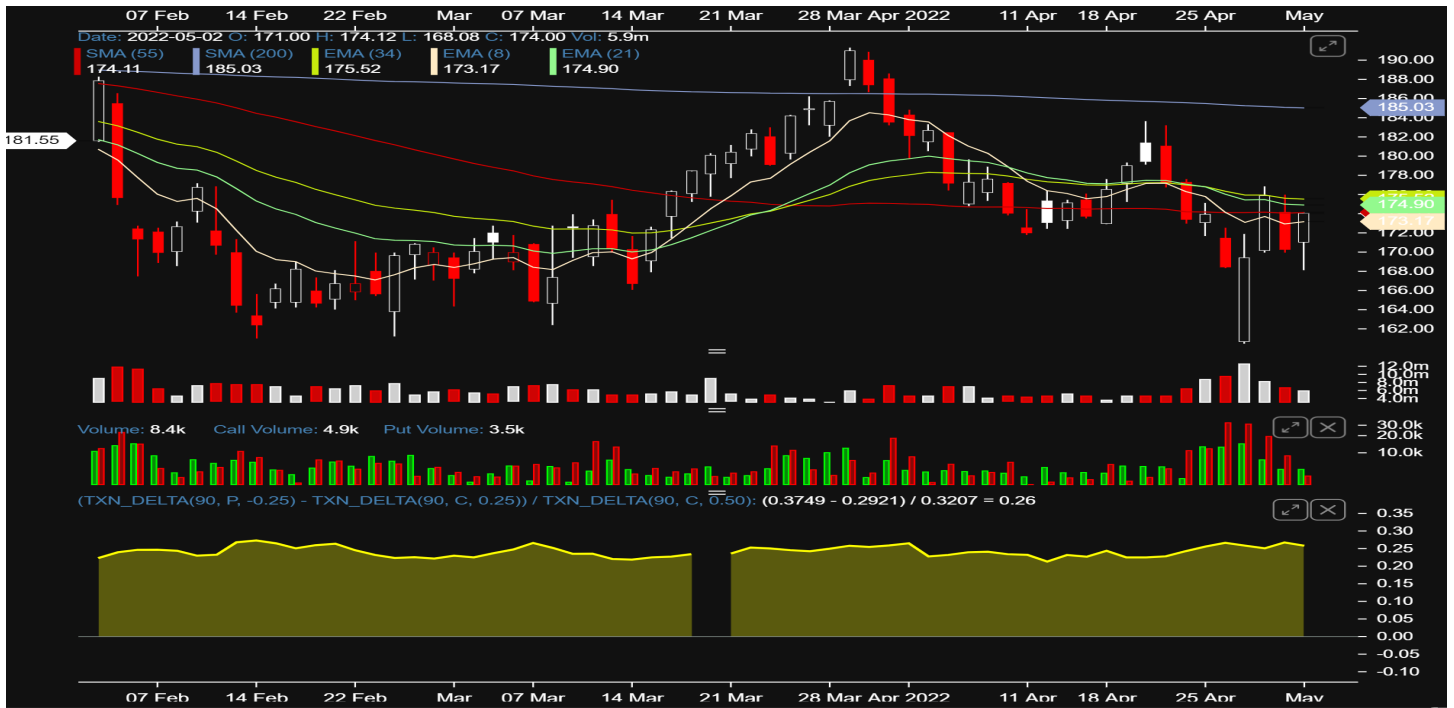 07 Feb 14 Feb 22 Feb Mar 07 Mar 14 Mar 21 Mar 28 Mar Apr 2022 11 Apr 18 Apr 25 Apr May
Date: 2022-05-02 O: 171.00 H: 174.12 L: 168.08 C: 174.00 Vol: 5.9m
SMA (55) SMA (200) EMA (34) EMA (8) EMA (21)
174.11 185.03 175.52 173.17 174.90
190.00
188.00
186.00
185.03
184.00
181.55
182.00
180.00
178.00
174.90
173.17
172.00
170.00
168.00
166.00
164.00
162.00
12.0m
8.0m
6.0m
4.0m
Volume: 8.4k Call Volume: 4.9k Put Volume: 3.5k
30.0k
20.0k
10.0k
(TXN_DELTA(90, P, -0.25) - TXN_DELTA(90, C, 0.25)) / TXN_DELTA(90, C, 0.50): (0.3749 - 0.2921) / 0.3207 = 0.26
0.35
0.30
0.25
0.20
0.15
0.10
0.05
0.00
-0.05
-0.10
07 Feb 14 Feb 22 Feb Mar 07 Mar 14 Mar 21 Mar 28 Mar Apr 2022 11 Apr 18 Apr 25 Apr May